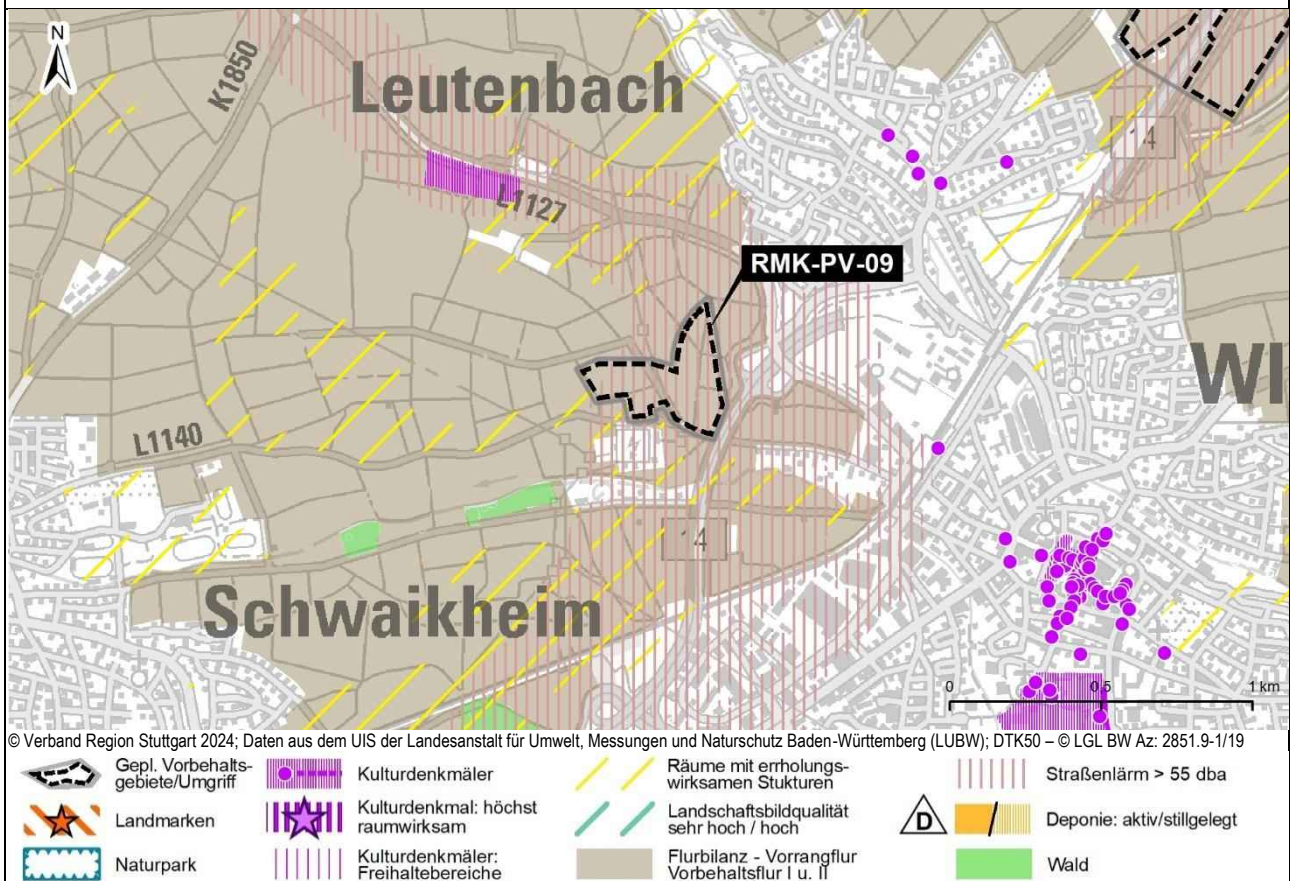 N
K1850
Leutenbach
14
L1127
RMK-PV-09
WI
L1140
14
Schwaikheim
0 0,5 1 km
© Verband Region Stuttgart 2024; Daten aus dem UIS der Landesanstalt für Umwelt, Messungen und Naturschutz Baden-Württemberg (LUBW); DTK50 – © LGL BW Az: 2851.9-1/19
Gepl. Vorbehalts-
gebiete/Umgriff
Landmarken
Naturpark
Kulturdenkmäler
Kulturdenkmal: höchst
raumwirksam
Kulturdenkmäler:
Freihaltebereiche
Räume mit errholungs-
wirksamen Stukturen
Landschaftsbildqualität
sehr hoch / hoch
Flurbilanz - Vorrangflur
Vorbehaltsflur I u. II
Straßenlärm > 55 dba
D
Deponie: aktiv/stillgelegt
Wald